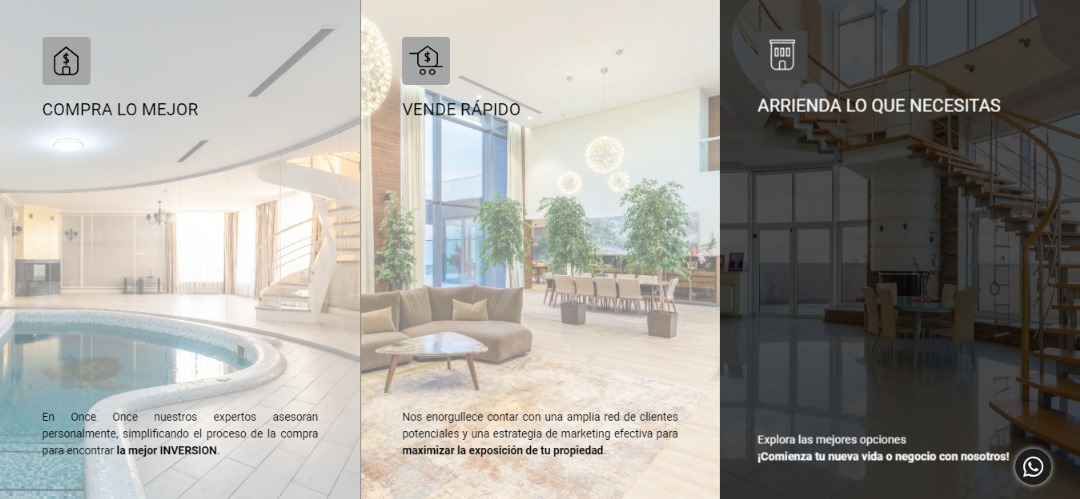 COMPRA LO MEJOR
En Once Once nuestros expertos asesoran
personalmente, simplificando el proceso de la compra
para encontrar la mejor INVERSION.
VENDE RÁPIDO
Nos enorgullece contar con una amplia red de clientes
potenciales y una estrategia de marketing efectiva para
maximizar la exposición de tu propiedad.
ARRIENDA LO QUE NECESITAS
Explora las mejores opciones
¡Comienza tu nueva vida o negocio con nosotros!